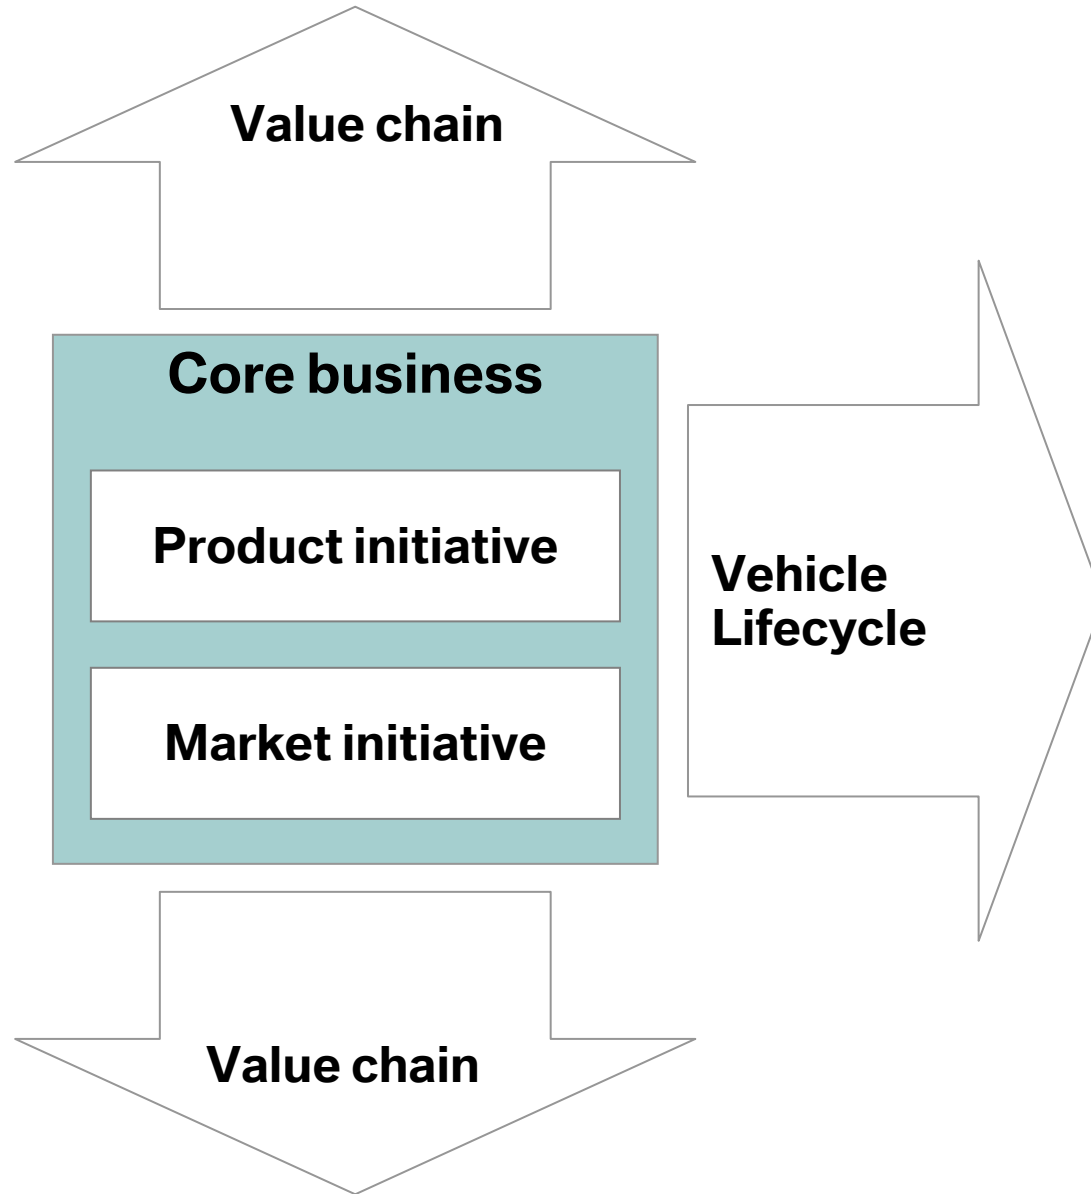 Value chain
Core business
Product initiative
Vehicle
Lifecycle
Market initiative
Value chain